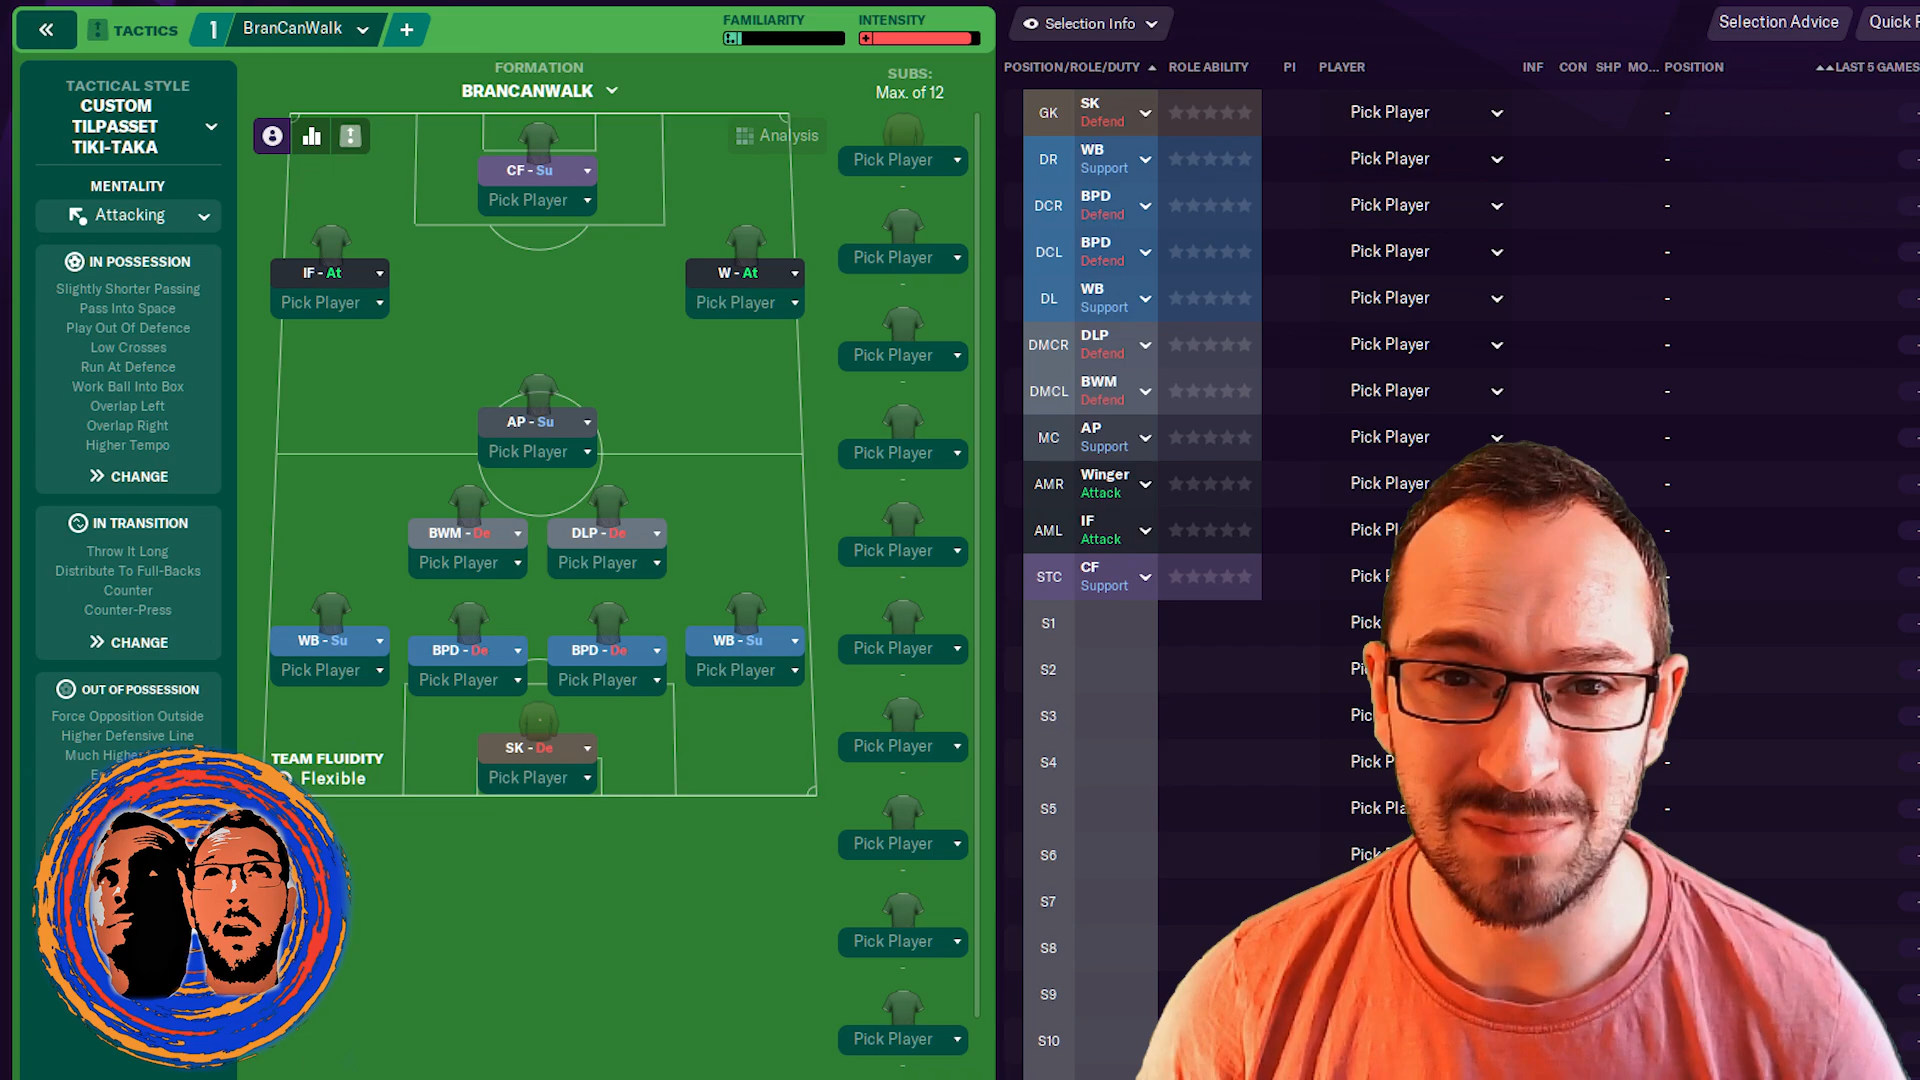 TACTICS
1
BranCanWalk
FAMILIARITY
INTENSITY
TACTICAL STYLE
CUSTOM
TILPASSET
TIKI-TAKA
MENTALITY
Attacking
IN POSSESSION
Slightly Shorter Passing
Pass Into Space
Play Out Of Defence
Low Crosses
Run At Defence
Work Ball Into Box
Overlap Left
Overlap Right
Higher Tempo
CHANGE
IN TRANSITION
Throw It Long
Distribute To Full-Backs
Counter
Counter-Press
CHANGE
OUT OF POSSESSION
Force Opposition Outside
Higher Defensive Line
Much Higher
FORMATION
BRANCANWALK
Analysis
CF - Su
Pick Player
IF - At
Pick Player
W - At
Pick Player
AP - Su
Pick Player
BWM - De
Pick Player
DLP - De
Pick Player
WB - Su
Pick Player
BPD - De
Pick Player
BPD - De
Pick Player
WB - Su
Pick Player
SK - De
Pick Player
TEAM FLUIDITY
Flexible
SUBS:
Max. of 12
Pick Player
-
Pick Player
-
Pick Player
-
Pick Player
-
Pick Player
-
Pick Player
-
Pick Player
-
Pick Player
-
Pick Player
-
Pick Player
-
Selection Info
Selection Advice
Quick
POSITION/ROLE/DUTY
ROLE ABILITY
PI
PLAYER
INF
CON
SHP
MO...
POSITION
LAST 5 GAMES
GK SK Defend Pick Player -
DR WB Support Pick Player -
DCR BPD Defend Pick Player -
DCL BPD Defend Pick Player -
DL WB Support Pick Player -
DMCR DLP Defend Pick Player -
DMCL BWM Defend Pick Player -
MC AP Support Pick Player -
AMR Winger Attack Pick Player -
AML IF Attack Pick -
STC CF Support Pick -
S1 Pick
S2
S3
S4
S5
S6
S7
S8
S9
S10